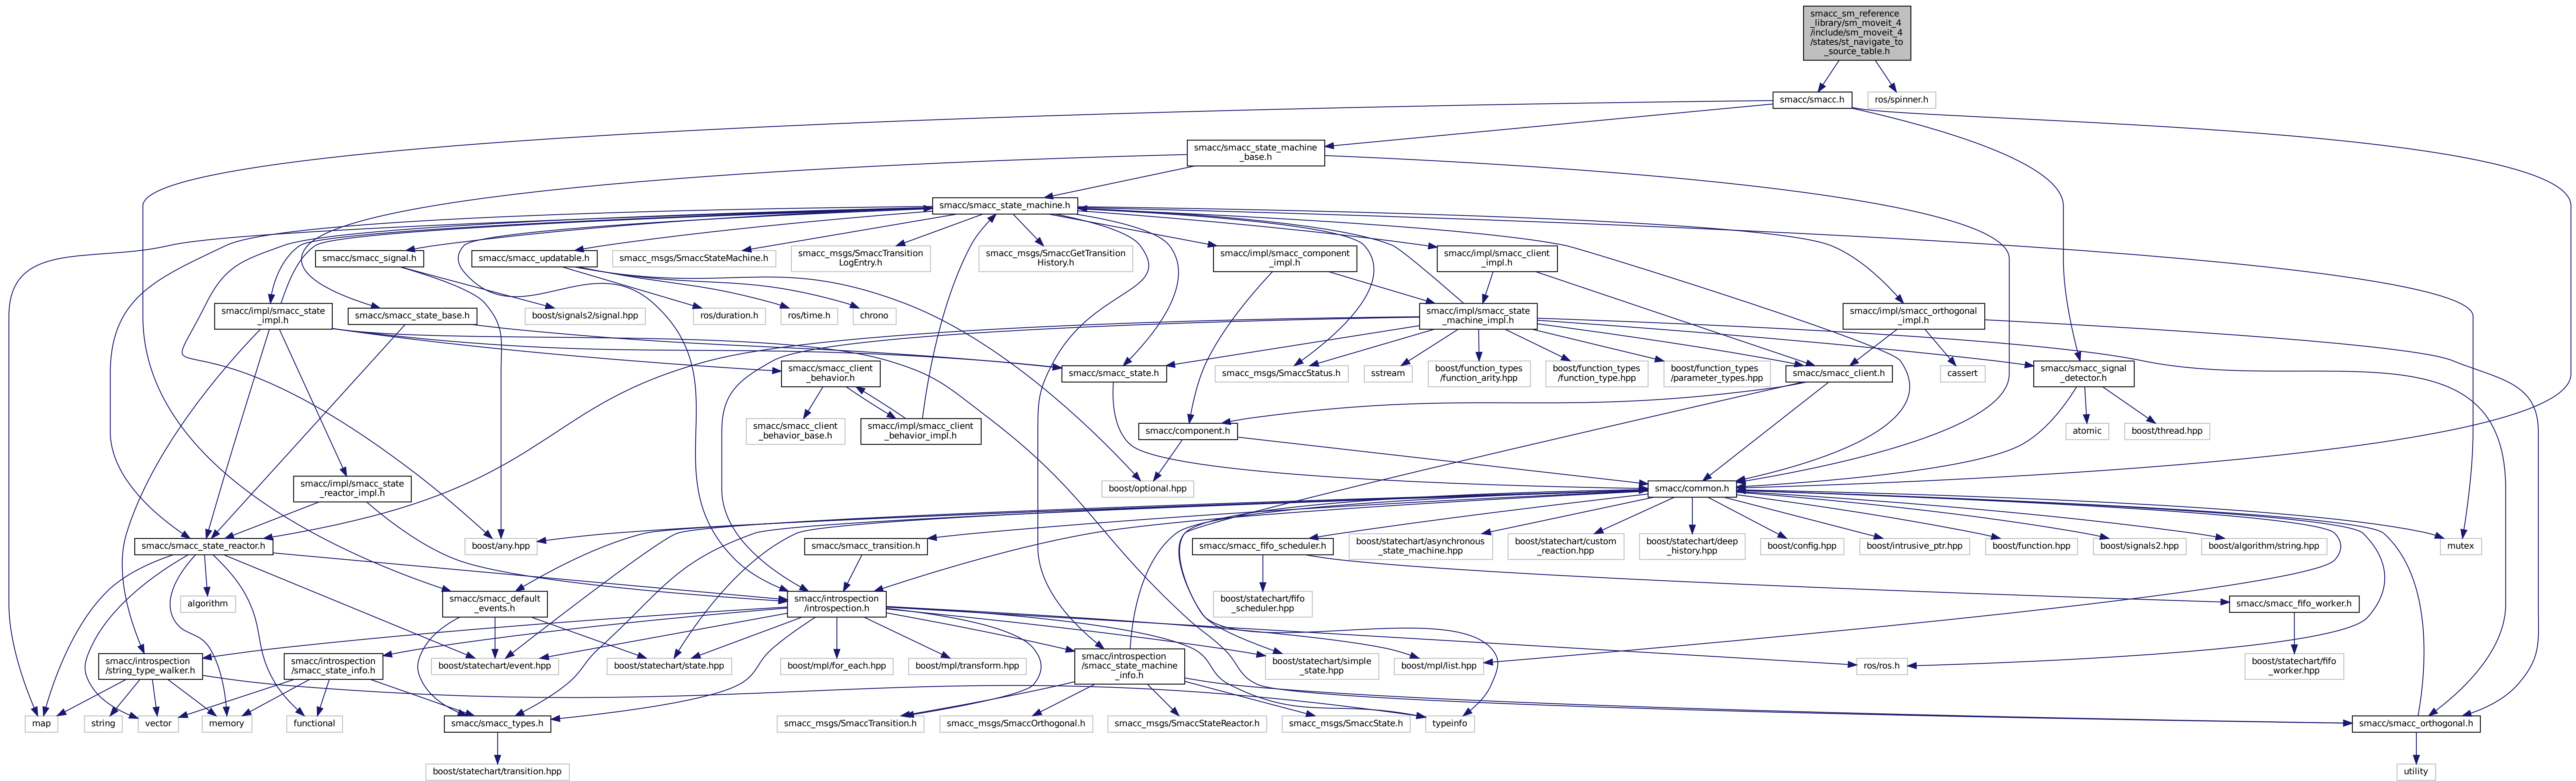 smacc_sm_reference
_library/sm_moveit_4
/include/sm_moveit_4
/states/st_navigate_to
_source_table.h
smacc/smacc.h
ros/spinner.h
smacc/smacc_state_machine
_base.h
smacc/smacc_state_machine.h
smacc/smacc_signal.h
smacc/smacc_updatable.h
smacc_msgs/SmaccStateMachine.h
smacc_msgs/SmaccTransition
LogEntry.h
smacc_msgs/SmaccGetTransition
History.h
smacc/impl/smacc_component
_impl.h
smacc/impl/smacc_client
_impl.h
smacc/impl/smacc_state
_impl.h
smacc/smacc_state_base.h
boost/signals2/signal.hpp
ros/duration.h
ros/time.h
chrono
smacc/impl/smacc_state
_machine_impl.h
smacc/impl/smacc_orthogonal
_impl.h
smacc/smacc_client
_behavior.h
smacc/smacc_state.h
smacc_msgs/SmaccStatus.h
sstream
boost/function_types
/function_arity.hpp
boost/function_types
/function_type.hpp
boost/function_types
/parameter_types.hpp
smacc/smacc_client.h
cassert
smacc/smacc_signal
_detector.h
smacc/smacc_client
_behavior_base.h
smacc/impl/smacc_client
_behavior_impl.h
smacc/component.h
atomic
boost/thread.hpp
smacc/impl/smacc_state
_reactor_impl.h
boost/optional.hpp
smacc/common.h
smacc/smacc_state_reactor.h
boost/any.hpp
smacc/smacc_transition.h
smacc/smacc_fifo_scheduler.h
boost/statechart/asynchronous
_state_machine.hpp
boost/statechart/custom
_reaction.hpp
boost/statechart/deep
_history.hpp
boost/config.hpp
boost/intrusive_ptr.hpp
boost/function.hpp
boost/signals2.hpp
boost/algorithm/string.hpp
mutex
algorithm
smacc/smacc_default
_events.h
smacc/introspection
/introspection.h
boost/statechart/fifo
_scheduler.hpp
smacc/smacc_fifo_worker.h
smacc/introspection
/string_type_walker.h
smacc/introspection
/smacc_state_info.h
boost/statechart/event.hpp
boost/statechart/state.hpp
boost/mpl/for_each.hpp
boost/mpl/transform.hpp
smacc/introspection
/smacc_state_machine
_info.h
boost/statechart/simple
_state.hpp
boost/mpl/list.hpp
ros/ros.h
boost/statechart/fifo
_worker.hpp
map
string
vector
memory
functional
smacc/smacc_types.h
smacc_msgs/SmaccTransition.h
smacc_msgs/SmaccOrthogonal.h
smacc_msgs/SmaccStateReactor.h
smacc_msgs/SmaccState.h
typeinfo
smacc/smacc_orthogonal.h
boost/statechart/transition.hpp
utility